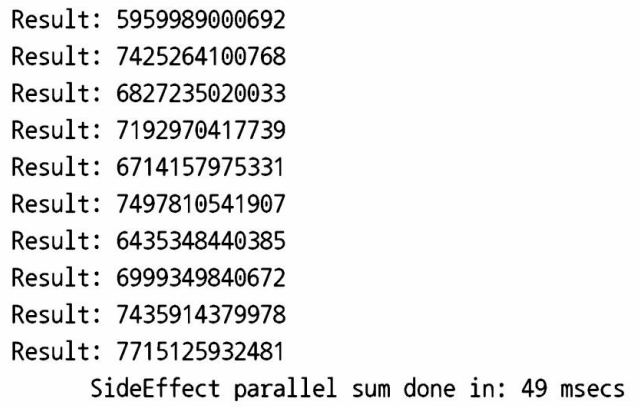 Result: 5959989000692
Result: 7425264100768
Result: 6827235020033
Result: 7192970417739
Result: 6714157975331
Result: 7497810541907
Result: 6435348440385
Result: 6999349840672
Result: 7435914379978
Result: 7715125932481
SideEffect parallel sum done in: 49 msecs